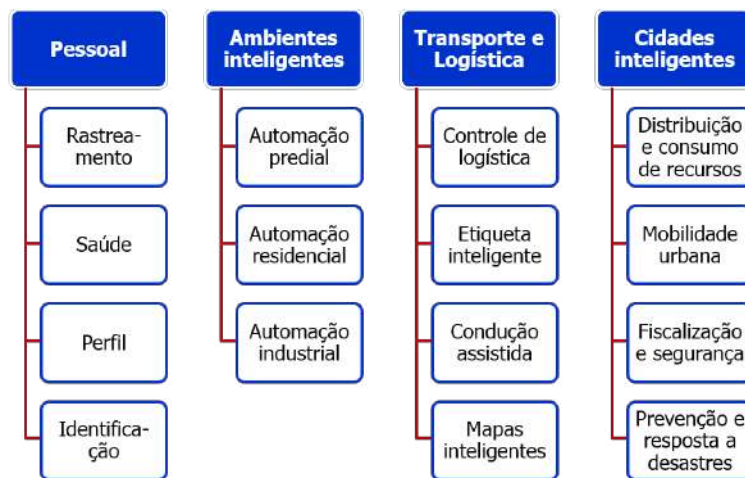 Pessoal
Rastrea-
mento
Saúde
Perfil
Identifica-
ção
Ambientes
inteligentes
Automação
predial
Automação
residencial
Automação
industrial
Transporte e
Logística
Controle de
logística
Etiqueta
inteligente
Condução
assistida
Mapas
inteligentes
Cidades
inteligentes
Distribuição
e consumo
de recursos
Mobilidade
urbana
Fiscalização
e segurança
Prevenção e
resposta a
desastres